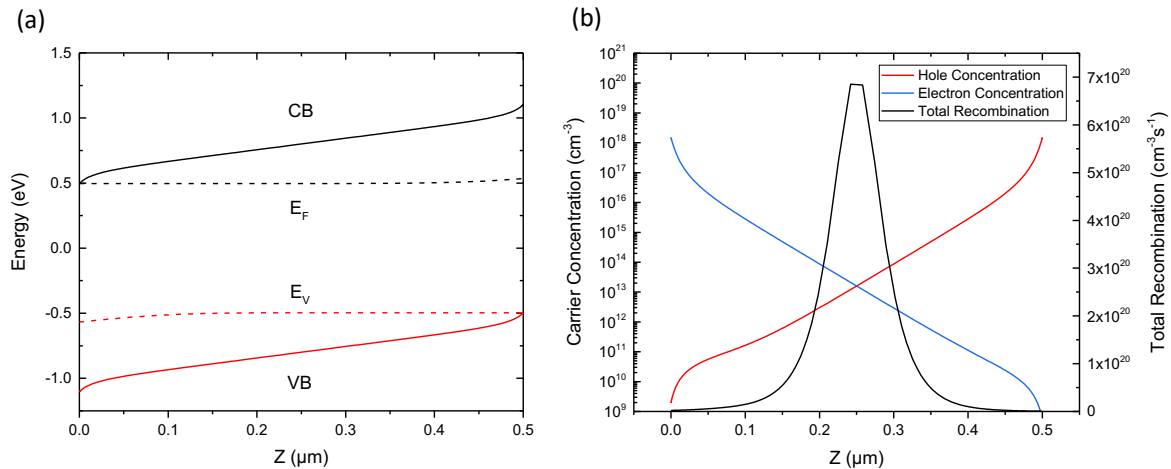 (a)
1.5
1.0
0.5
0.0
-0.5
-1.0
Energy (eV)
CB
E_F
E_V
VB
0.0 0.1 0.2 0.3 0.4 0.5
Z (µm)
(b)
10^21
10^20
10^19
10^18
10^17
10^16
10^15
10^14
10^13
10^12
10^11
10^10
10^9
Carrier Concentration (cm^-3)
Hole Concentration
Electron Concentration
Total Recombination
7x10^20
6x10^20
5x10^20
4x10^20
3x10^20
2x10^20
1x10^20
0
Total Recombination (cm^-3s^-1)
0.0 0.1 0.2 0.3 0.4 0.5
Z (µm)